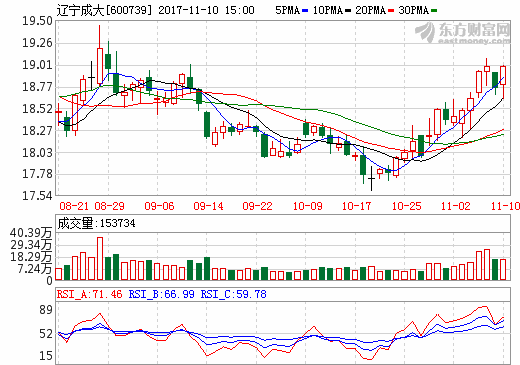 辽宁成大[600739] 2017-11-10 15:00 5PMA 10PMA 20PMA 30PMA
东方财富网
eastmoney.com
19.50
19.26
19.01
18.77
18.52
18.27
18.03
17.78
17.54
08-21 08-29 09-06 09-14 09-22 10-09 10-17 10-25 11-02 11-10
成交量:153734
40.39万
29.34万
18.29万
7.24万
0
RSI_A:71.46 RSI_B:66.99 RSI_C:59.78
89
52
15